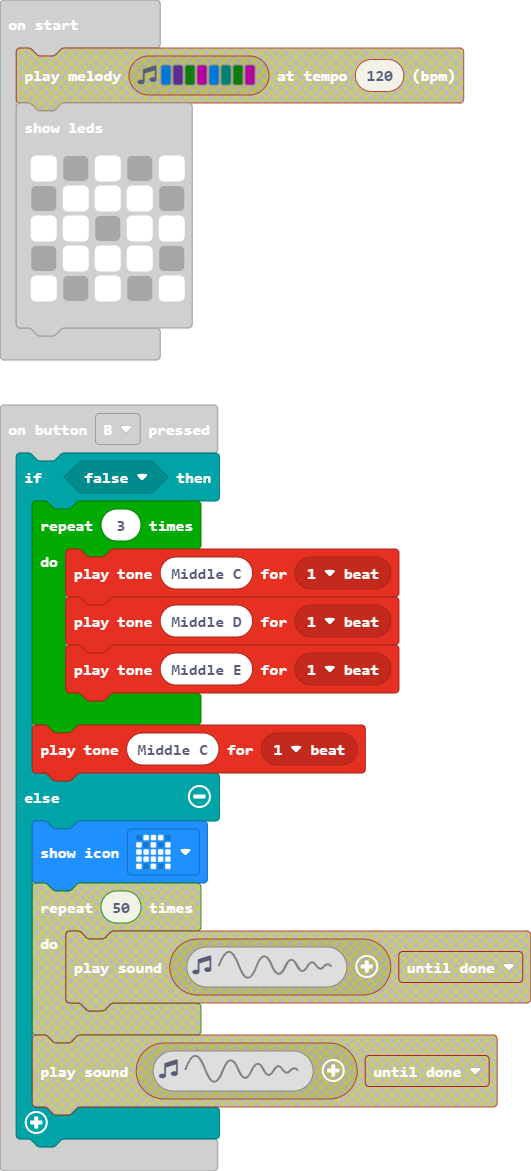 on start
play melody at tempo 120 (bpm)
show leds
on button B pressed
if false then
repeat 3 times
do
play tone Middle C for 1 beat
play tone Middle D for 1 beat
play tone Middle E for 1 beat
play tone Middle C for 1 beat
else
show icon
repeat 50 times
do
play sound until done
play sound until done